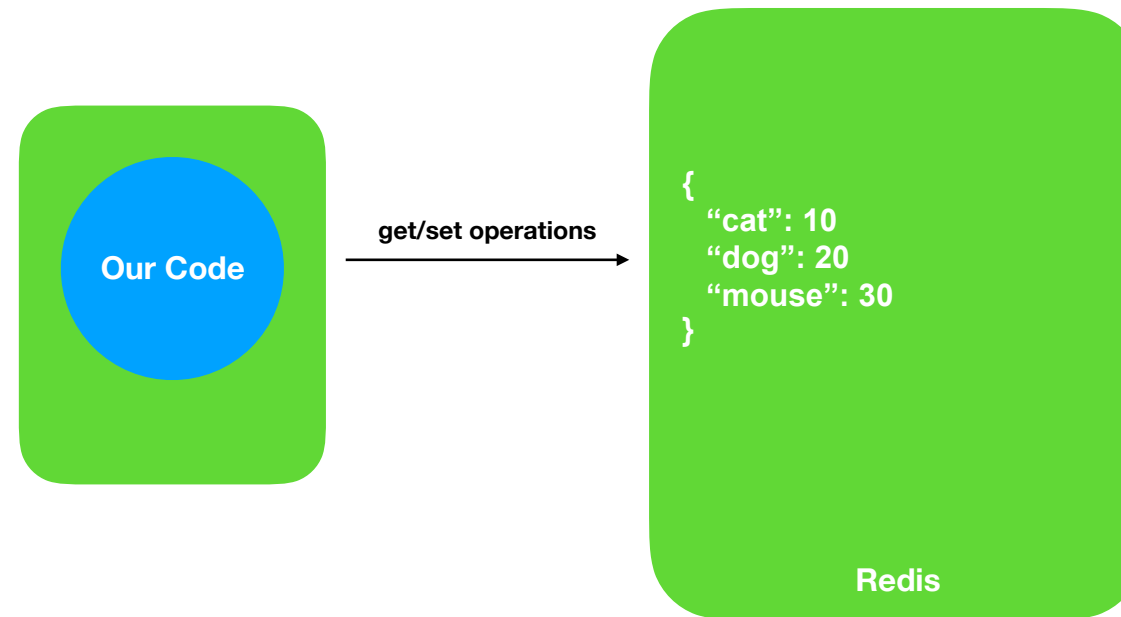 Our Code
get/set operations
{
“cat”: 10
“dog”: 20
“mouse”: 30
}
Redis